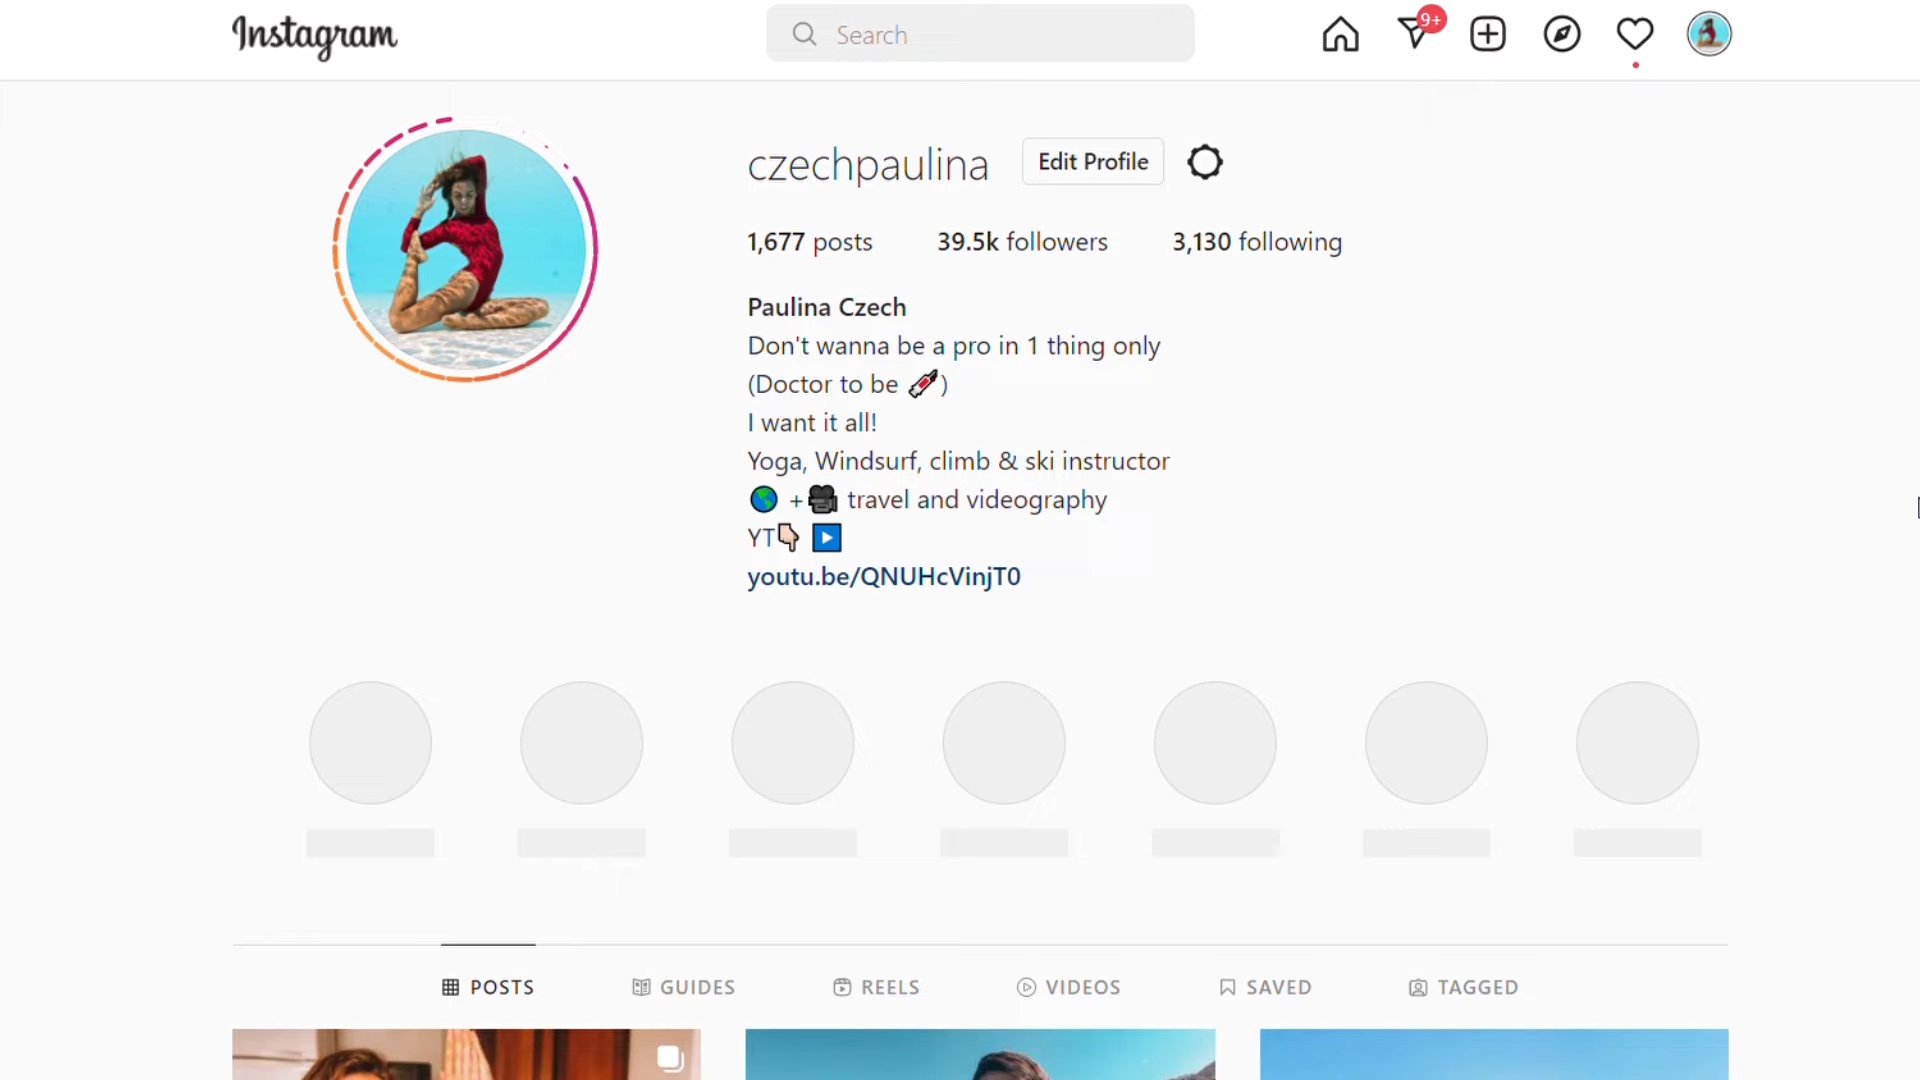 Instagram
Search
9+
czechpaulina
Edit Profile
1,677 posts 39.5k followers 3,130 following
Paulina Czech
Don't wanna be a pro in 1 thing only
(Doctor to be 💉)
I want it all!
Yoga, Windsurf, climb & ski instructor
🌎 +🎥 travel and videography
YT👇🏻 ▶️
youtu.be/QNUHcVinjT0
POSTS GUIDES REELS VIDEOS SAVED TAGGED